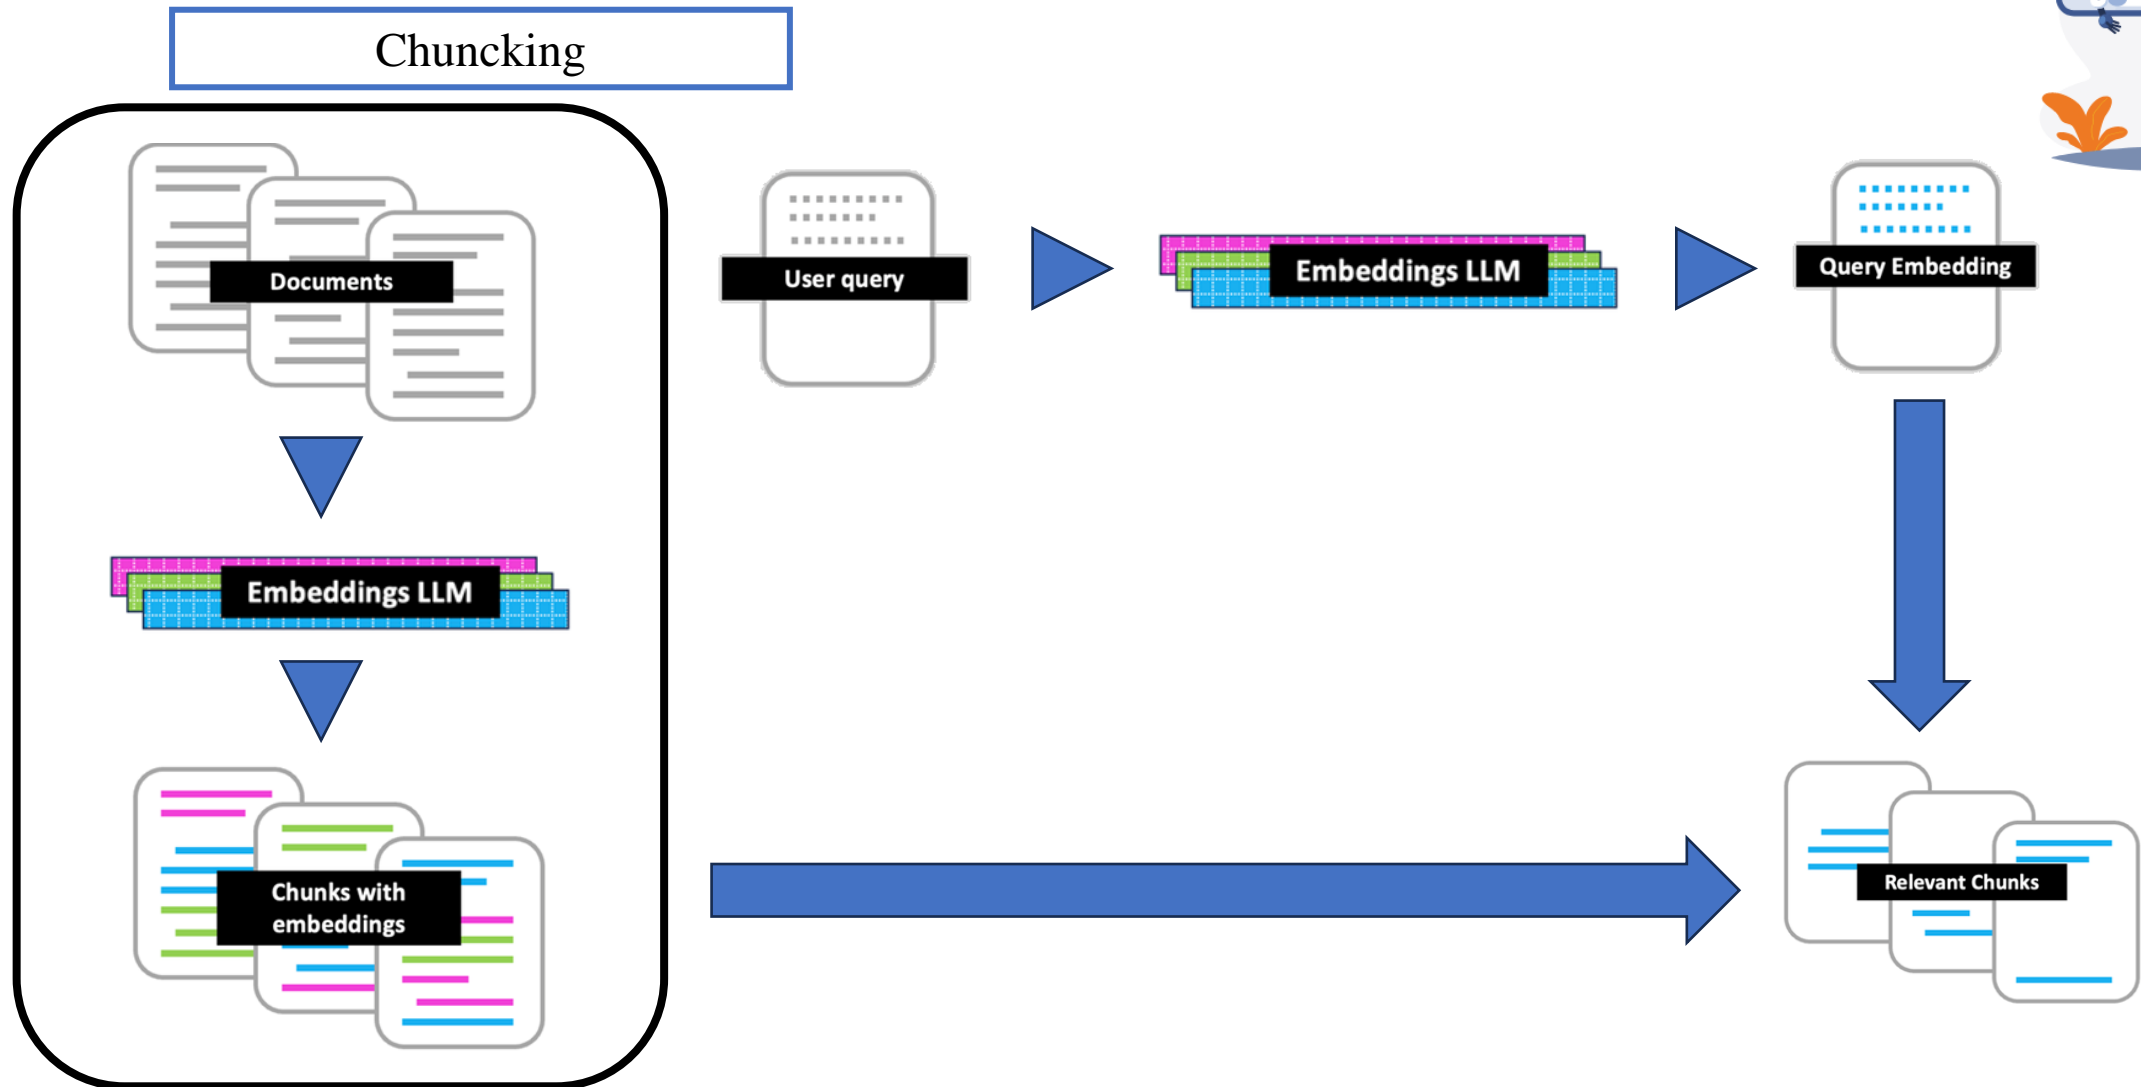 Chuncking
Documents
User query
Embeddings LLM
Query Embedding
Embeddings LLM
Chunks with
embeddings
Relevant Chunks